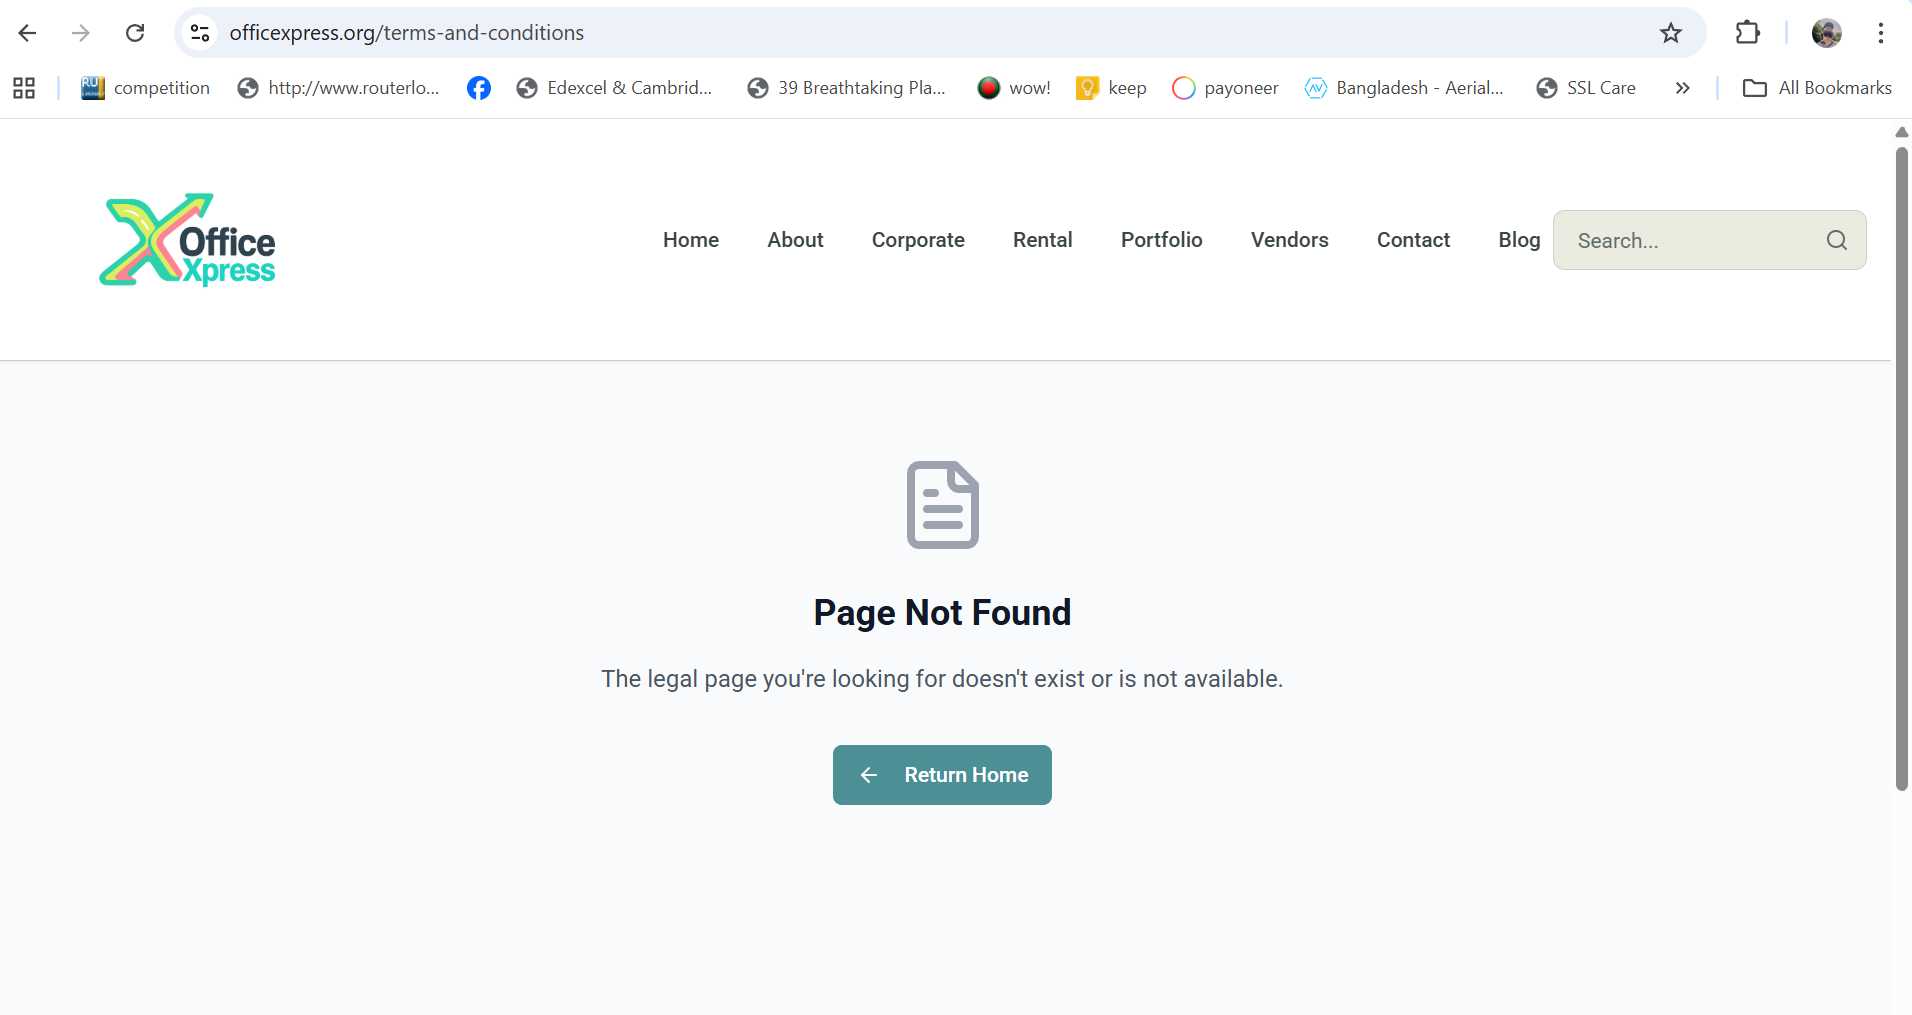 officexpress.org/terms-and-conditions
competition
http://www.routerlo...
Edexcel & Cambrid...
39 Breathtaking Pla...
wow!
keep
payoneer
Bangladesh - Aerial...
SSL Care
All Bookmarks
Office
Xpress
Home
About
Corporate
Rental
Portfolio
Vendors
Contact
Blog
Search...
Page Not Found
The legal page you're looking for doesn't exist or is not available.
Return Home